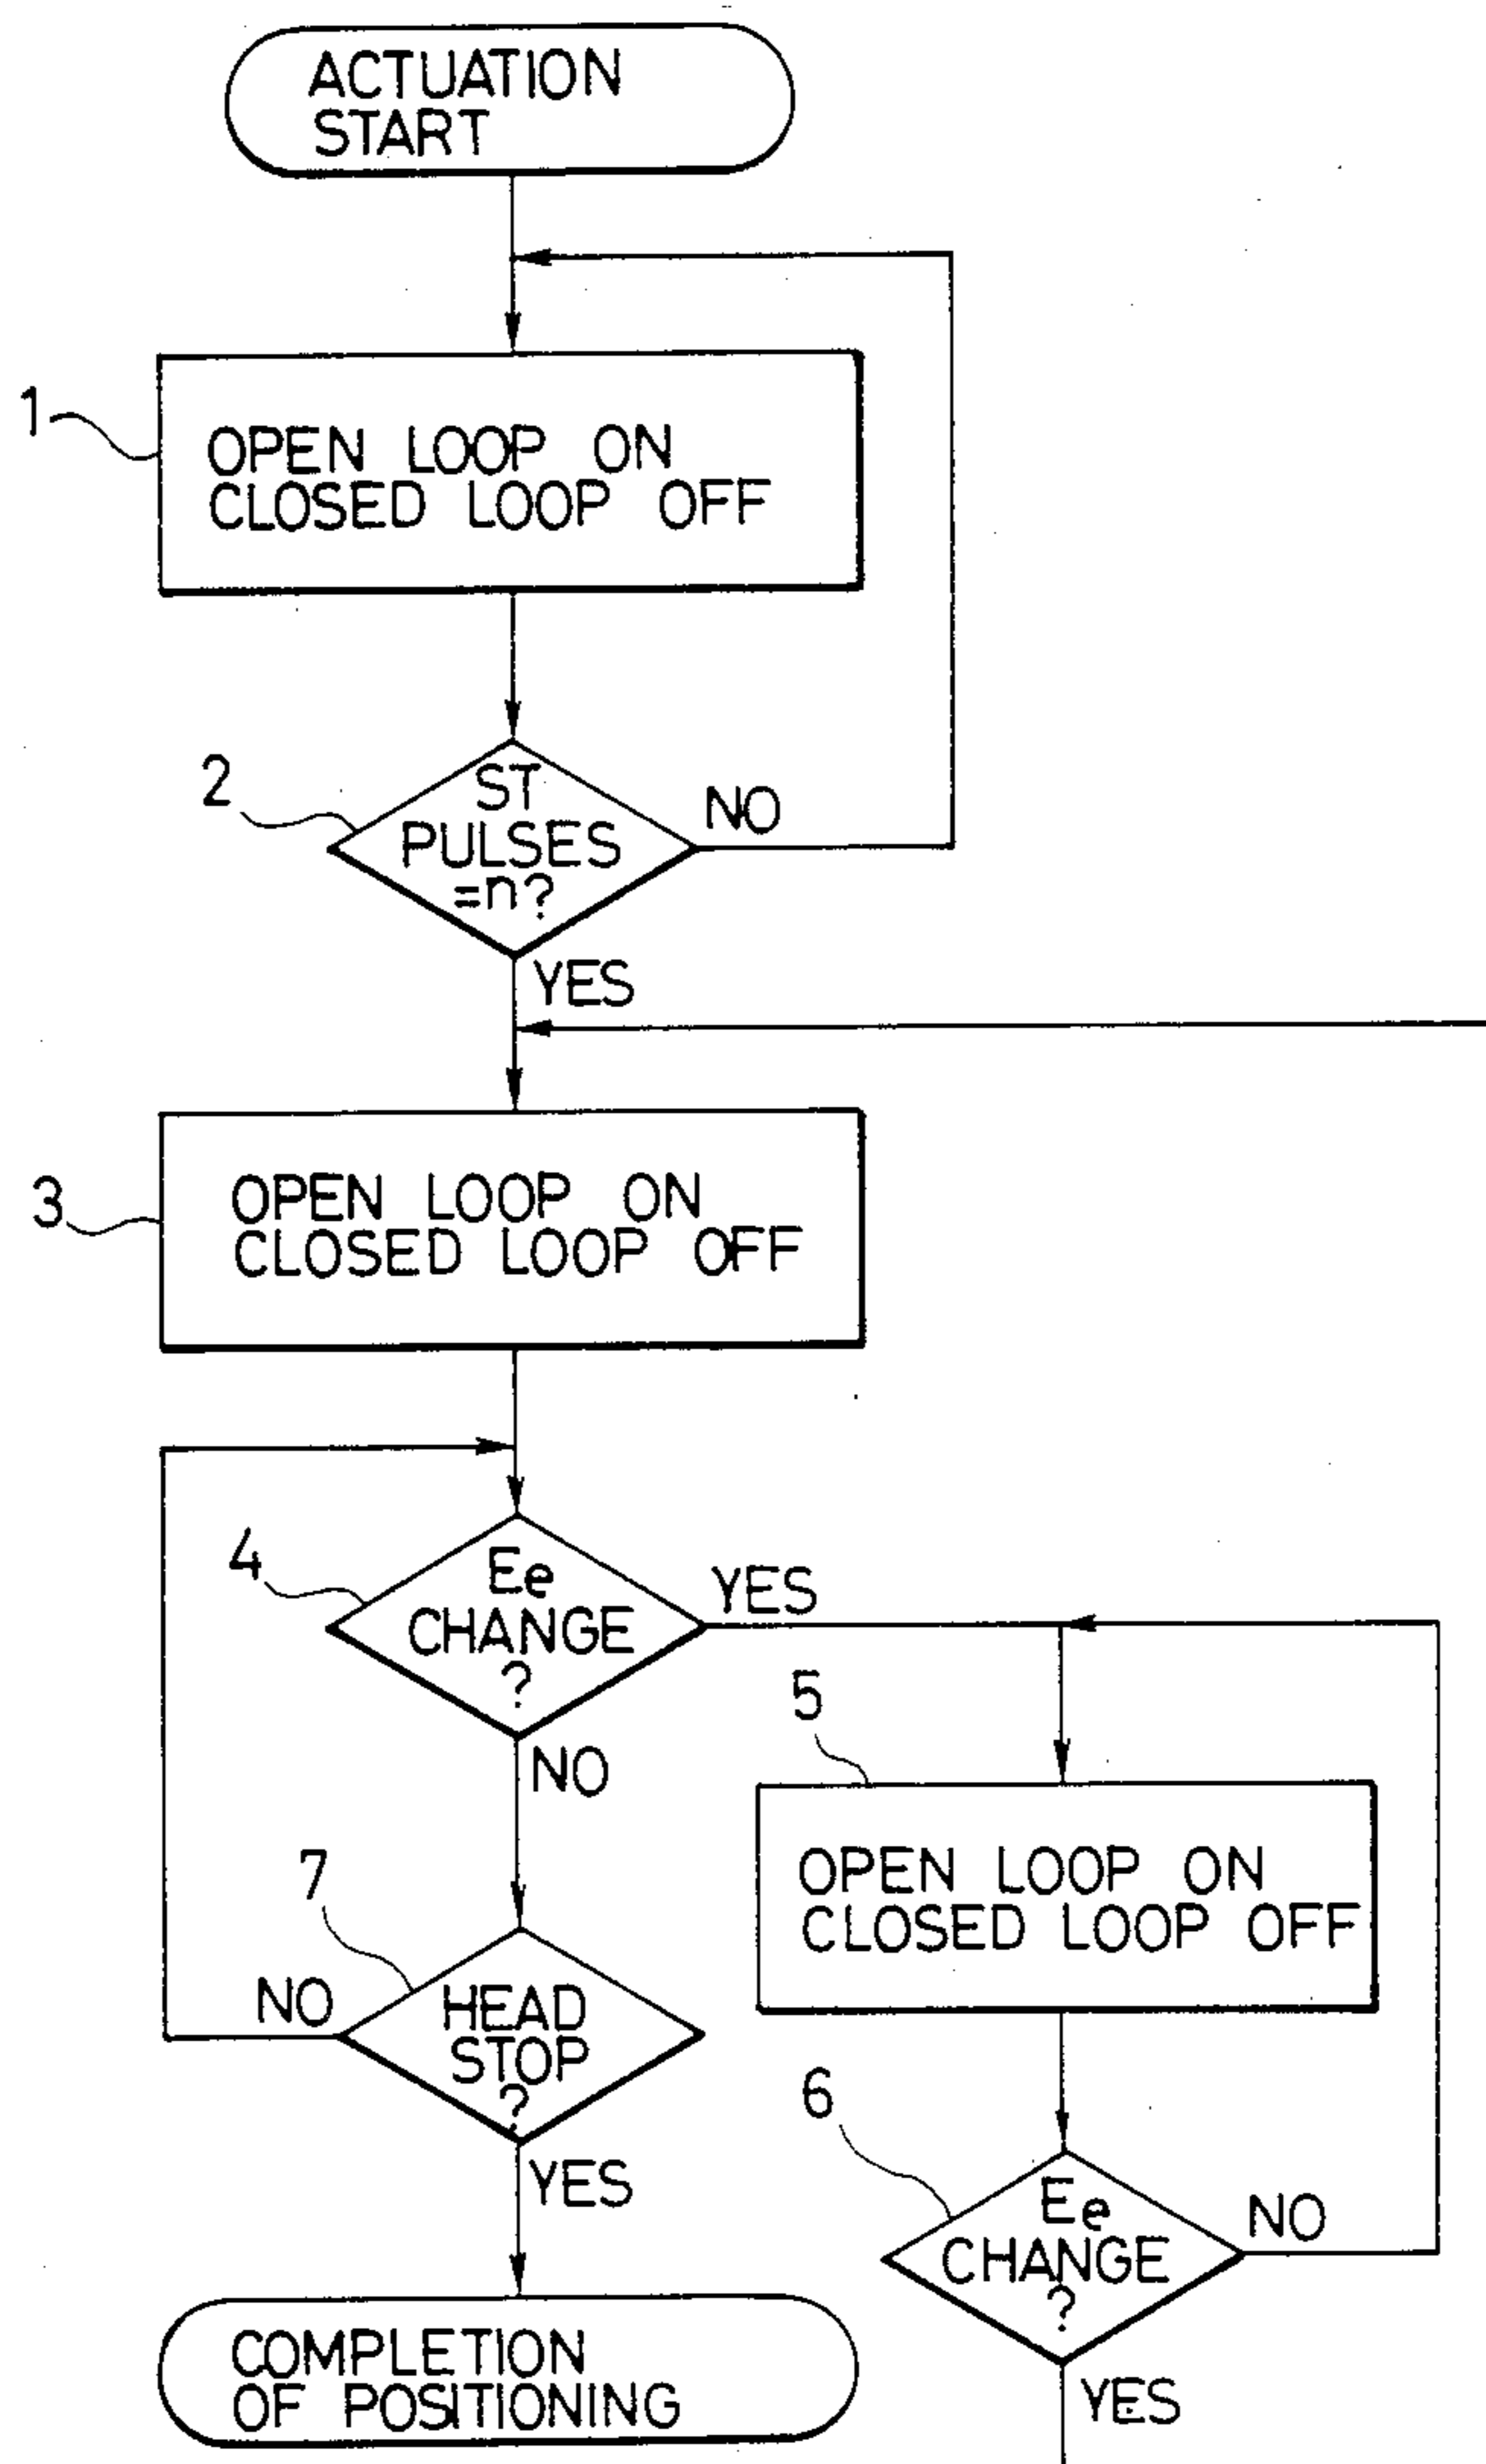 ACTUATION
START
1
OPEN LOOP ON
CLOSED LOOP OFF
2
ST
PULSES
=n?
NO
YES
3
OPEN LOOP ON
CLOSED LOOP OFF
4
Ee
CHANGE
?
YES
NO
5
OPEN LOOP ON
CLOSED LOOP OFF
7
HEAD
STOP
?
NO
YES
6
Ee
CHANGE
?
NO
YES
COMPLETION
OF POSITIONING